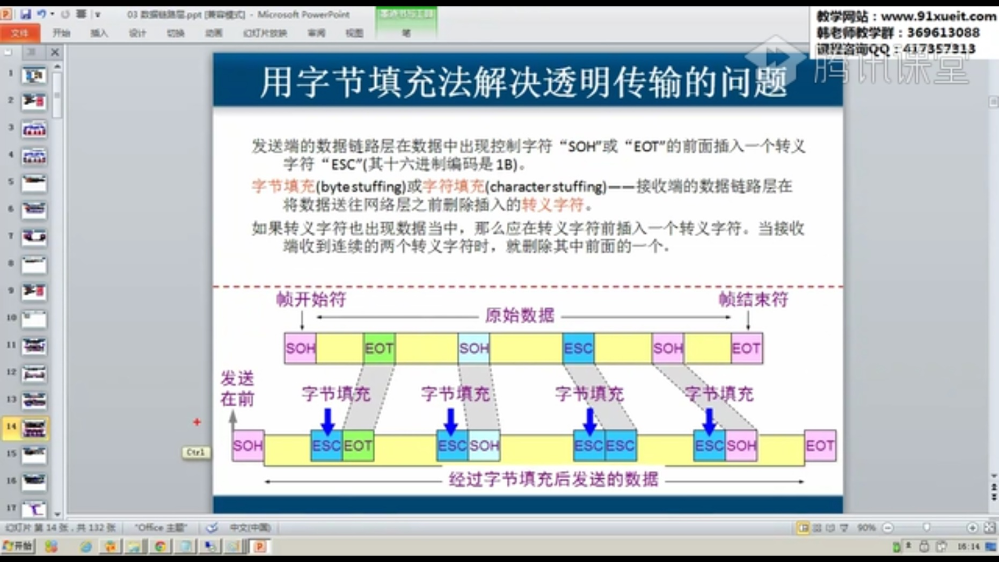 03 数据链路层.ppt [兼容模式] - Microsoft PowerPoint
教学网站：www.91xueit.com
韩老师教学群：369613088
课程咨询QQ：417357313
腾讯课堂
文件 开始 插入 设计 切换 动画 幻灯片放映 审阅 视图 笔
用字节填充法解决透明传输的问题
发送端的数据链路层在数据中出现控制字符“SOH”或“EOT”的前面插入一个转义
字符“ESC”(其十六进制编码是 1B)。
字节填充(byte stuffing)或字符填充(character stuffing)——接收端的数据链路层在
将数据送往网络层之前删除插入的转义字符。
如果转义字符也出现数据当中，那么应在转义字符前插入一个转义字符。当接收
端收到连续的两个转义字符时，就删除其中前面的一个.
帧开始符
原始数据
帧结束符
SOH EOT SOH ESC SOH EOT
发送
在前
字节填充 字节填充 字节填充 字节填充
SOH ESC EOT ESC SOH ESC ESC ESC SOH EOT
经过字节填充后发送的数据
Ctrl
1
2
3
4
5
6
7
8
9
10
11
12
13
14
15
16
17
幻灯片 第 14 张，共 132 张 "Office 主题" 中文(中国) 90%
开始 16:14